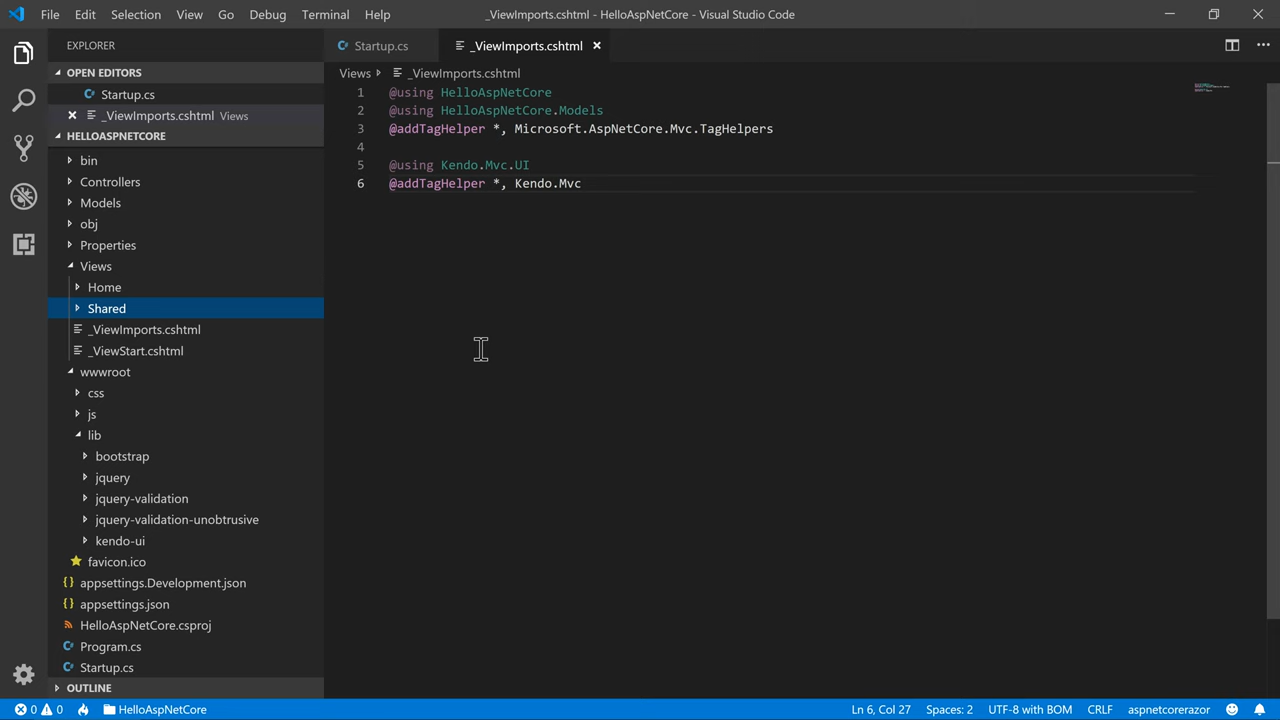 File Edit Selection View Go Debug Terminal Help
_ViewImports.cshtml - HelloAspNetCore - Visual Studio Code
EXPLORER
OPEN EDITORS
Startup.cs
_ViewImports.cshtml Views
HELLOASPNETCORE
bin
Controllers
Models
obj
Properties
Views
Home
Shared
_ViewImports.cshtml
_ViewStart.cshtml
wwwroot
css
js
lib
bootstrap
jquery
jquery-validation
jquery-validation-unobtrusive
kendo-ui
favicon.ico
appsettings.Development.json
appsettings.json
HelloAspNetCore.csproj
Program.cs
Startup.cs
OUTLINE
Startup.cs
_ViewImports.cshtml
Views _ViewImports.cshtml
1 @using HelloAspNetCore
2 @using HelloAspNetCore.Models
3 @addTagHelper *, Microsoft.AspNetCore.Mvc.TagHelpers
4
5 @using Kendo.Mvc.UI
6 @addTagHelper *, Kendo.Mvc
0 0 HelloAspNetCore Ln 6, Col 27 Spaces: 2 UTF-8 with BOM CRLF aspnetcorerazor